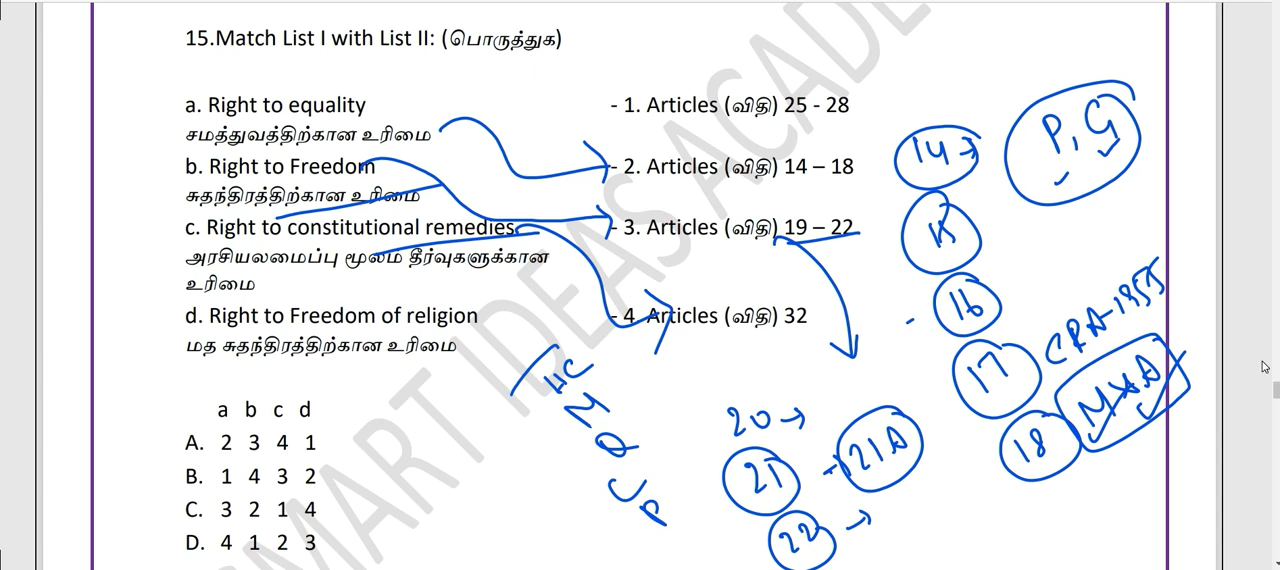 15.Match List I with List II: (பொருத்துக)
a. Right to equality - 1. Articles (விதி) 25 - 28
சமத்துவத்திற்கான உரிமை
b. Right to Freedom - 2. Articles (விதி) 14 – 18
சுதந்திரத்திற்கான உரிமை
c. Right to constitutional remedies - 3. Articles (விதி) 19 – 22
அரசியலமைப்பு மூலம் தீர்வுகளுக்கான
உரிமை
d. Right to Freedom of religion - 4. Articles (விதி) 32
மத சுதந்திரத்திற்கான உரிமை
a b c d
A. 2 3 4 1
B. 1 4 3 2
C. 3 2 1 4
D. 4 1 2 3
P, G
14
15
16
17 CRA-1955
18
20
21 - 21A
22
HC
M
Q
P
SMART IDEAS ACADE